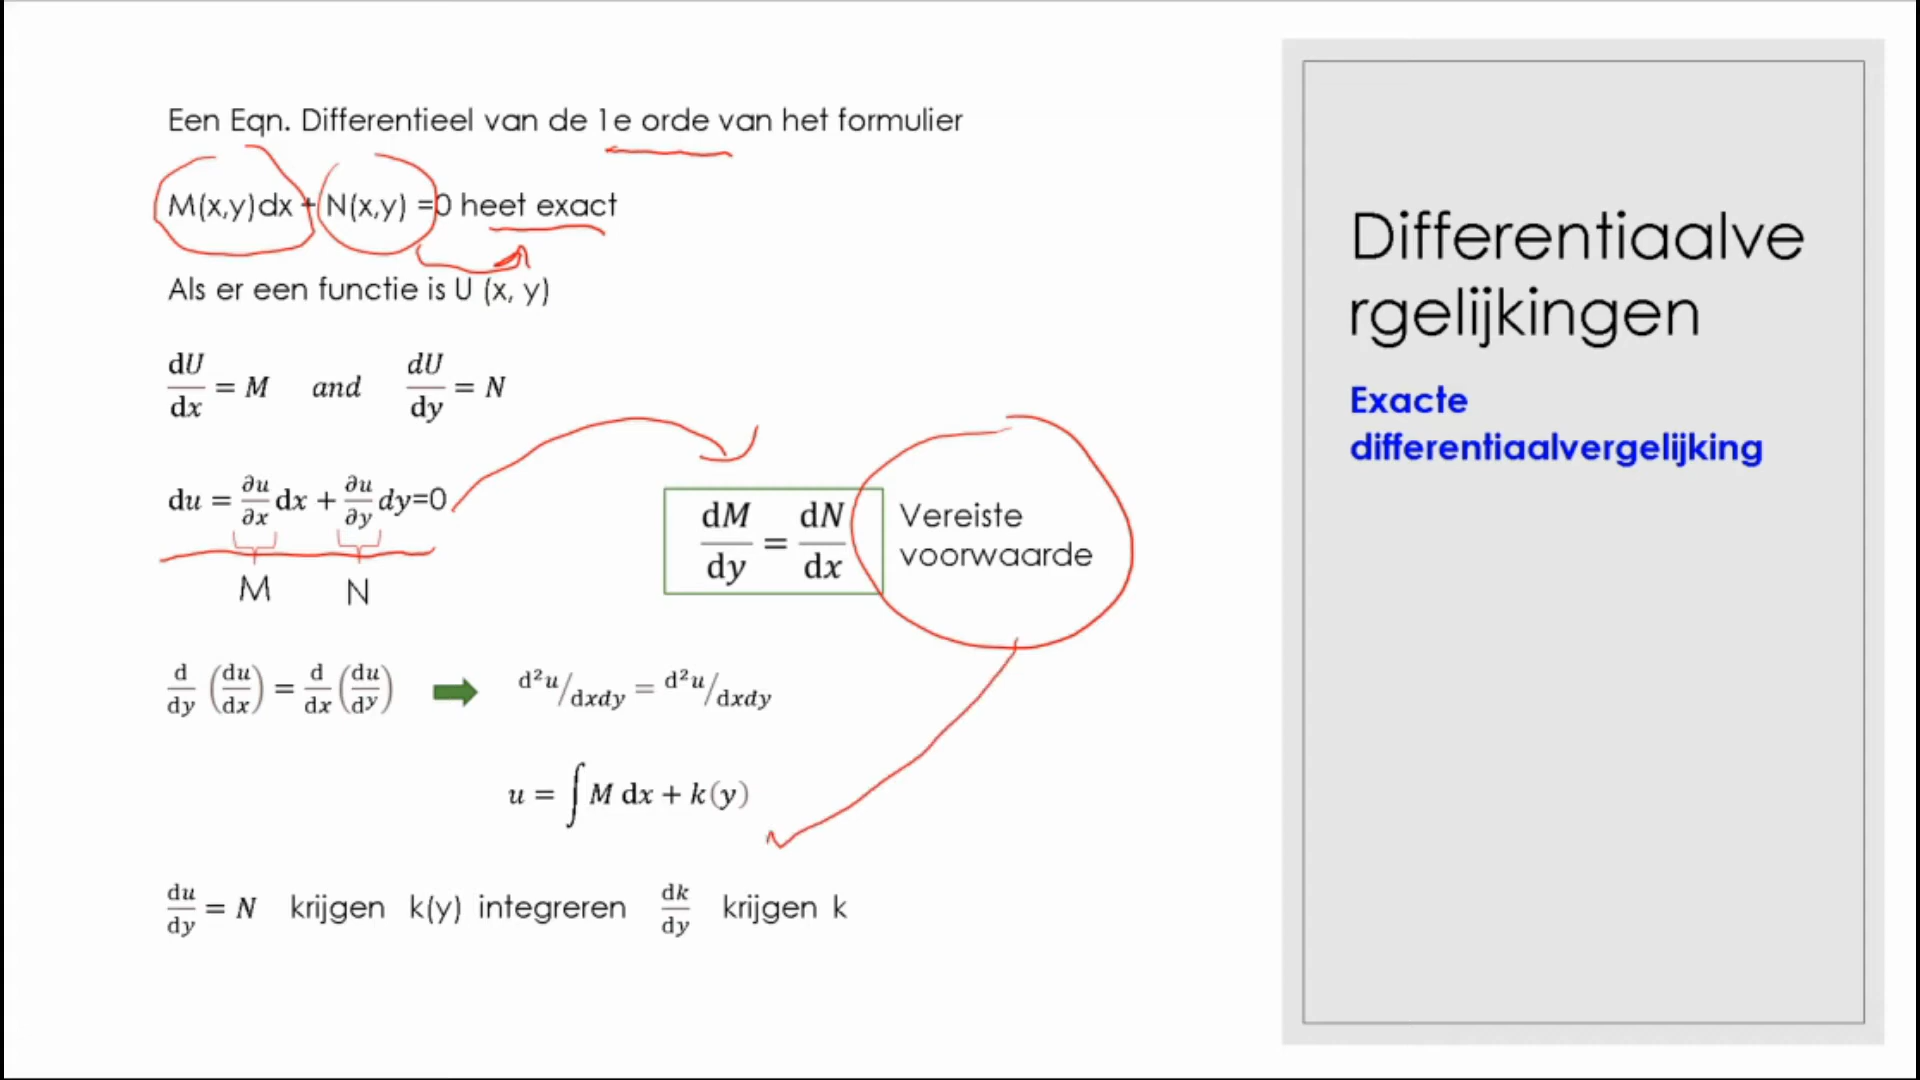 Een Eqn. Differentieel van de 1e orde van het formulier
M(x,y)dx + N(x,y) =0 heet exact
Als er een functie is U (x, y)
dU/dx = M and dU/dy = N
du = ∂u/∂x dx + ∂u/∂y dy=0
M N
dM/dy = dN/dx
Vereiste
voorwaarde
d/dy (du/dx) = d/dx (du/dy) d²u/dxdy = d²u/dxdy
u = ∫ M dx + k(y)
du/dy = N krijgen k(y) integreren dk/dy krijgen k
Differentiaalve
rgelijkingen
Exacte
differentiaalvergelijking